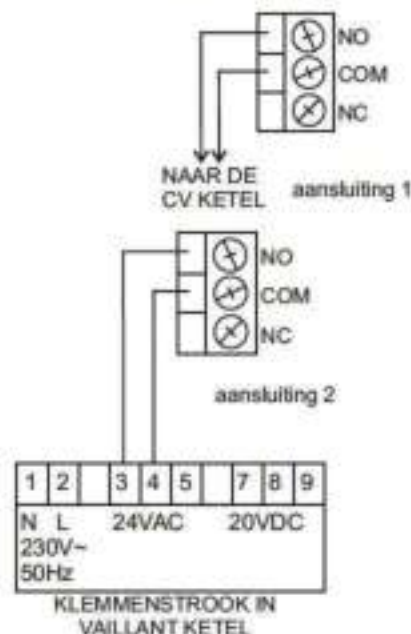 NO
COM
NC
NAAR DE
CV KETEL
aansluiting 1
NO
COM
NC
aansluiting 2
1 2 3 4 5 7 8 9
N L 24VAC 20VDC
230V~
50Hz
KLEMMENSTROOK IN
VAILLANT KETEL